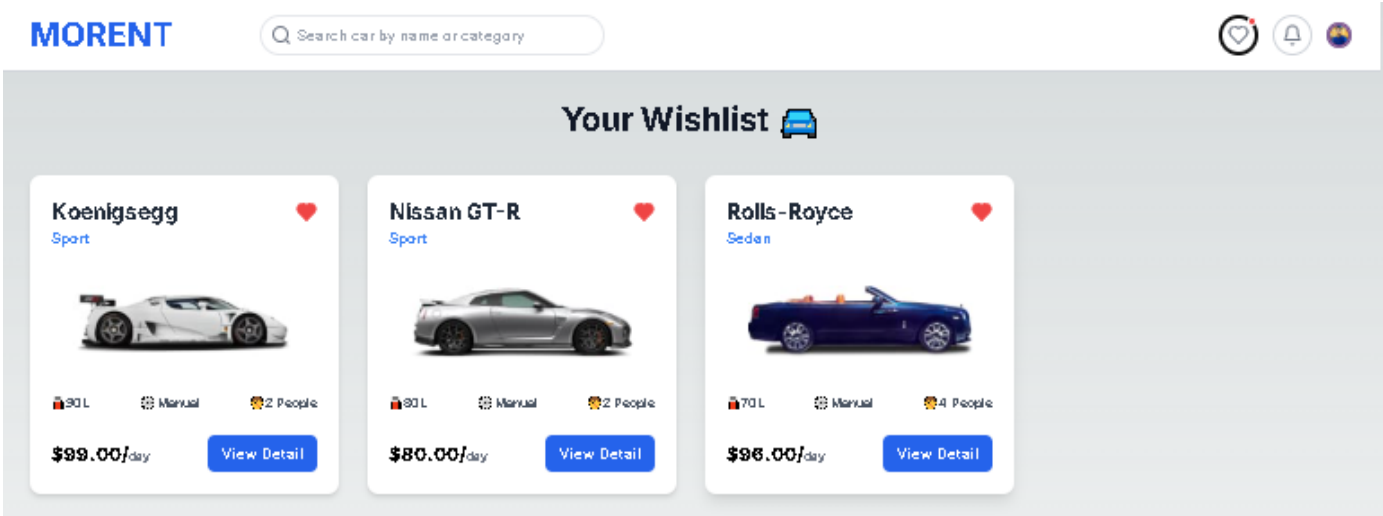 MORENT
Search car by name or category
Your Wishlist
Koenigsegg
Sport
90L
Manual
2 People
$99.00/day
View Detail
Nissan GT-R
Sport
80L
Manual
2 People
$80.00/day
View Detail
Rolls-Royce
Sedan
70L
Manual
4 People
$96.00/day
View Detail